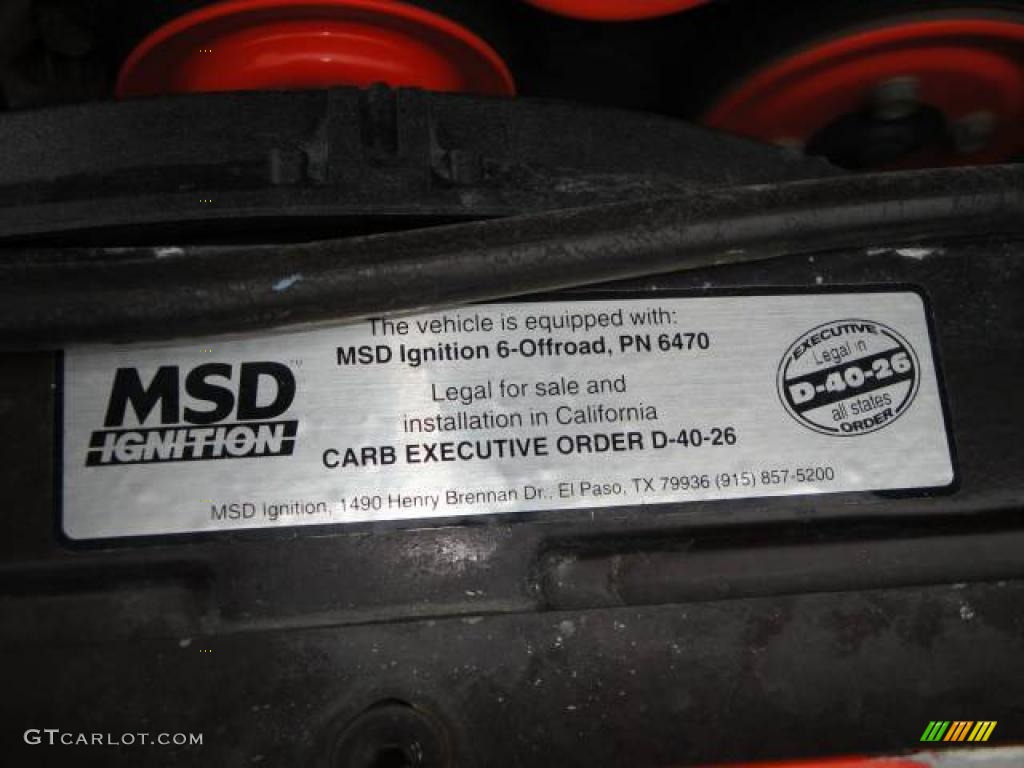 The vehicle is equipped with:
MSD Ignition 6-Offroad, PN 6470
Legal for sale and
installation in California
CARB EXECUTIVE ORDER D-40-26
MSD Ignition, 1490 Henry Brennan Dr., El Paso, TX 79936 (915) 857-5200
MSD™
IGNITION
EXECUTIVE
Legal in
D-40-26
all states
ORDER
GTCARLOT.COM